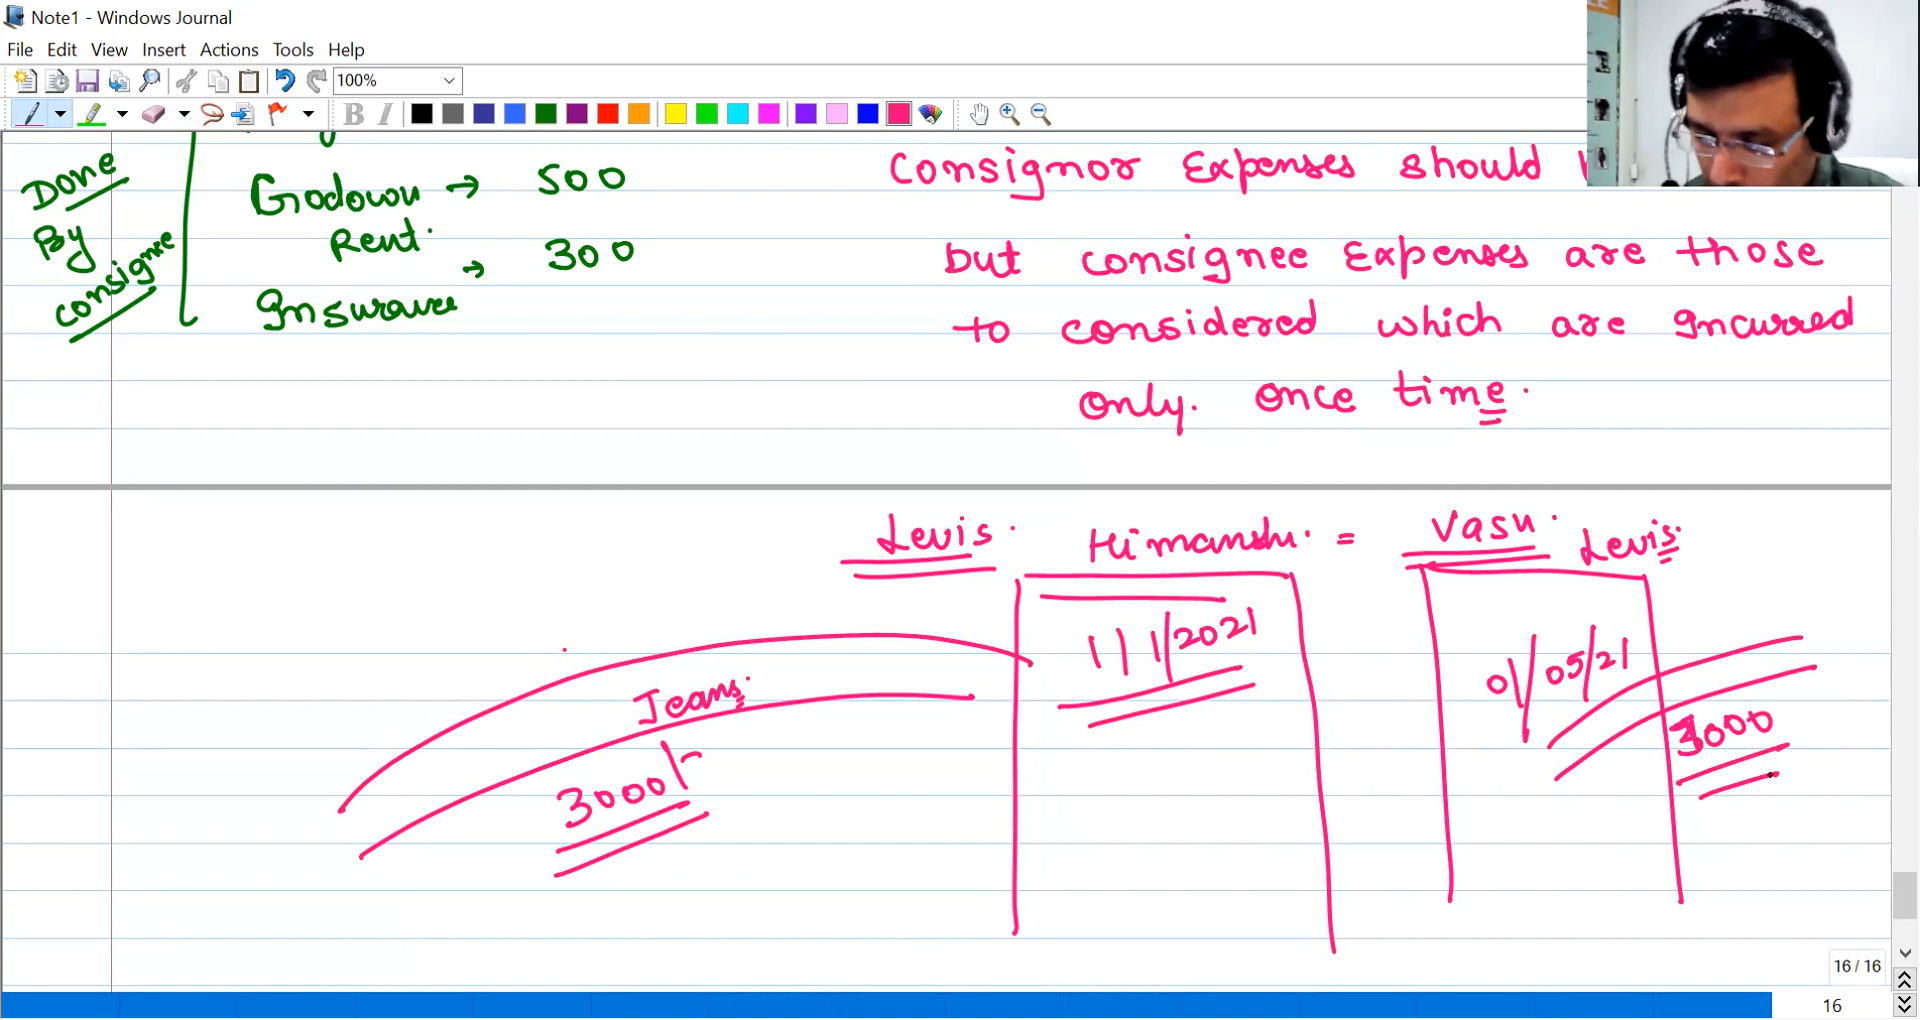 Note1 - Windows Journal
File Edit View Insert Actions Tools Help
100%
B I
Done
By
consignee
Godown → 500
Rent.
Insurance → 300
Consignor Expenses should
but consignee Expenses are those
to considered which are Incurred
only. once time.
Levis. Himanshu. = Vasu. Levis.
1/1/2021
01/05/21
Jeans.
3000/-
3000
16 / 16
16